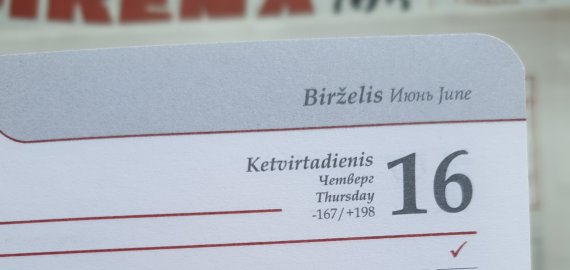 Birželis Июнь June
Ketvirtadienis 16
Четверг
Thursday
-167/+198